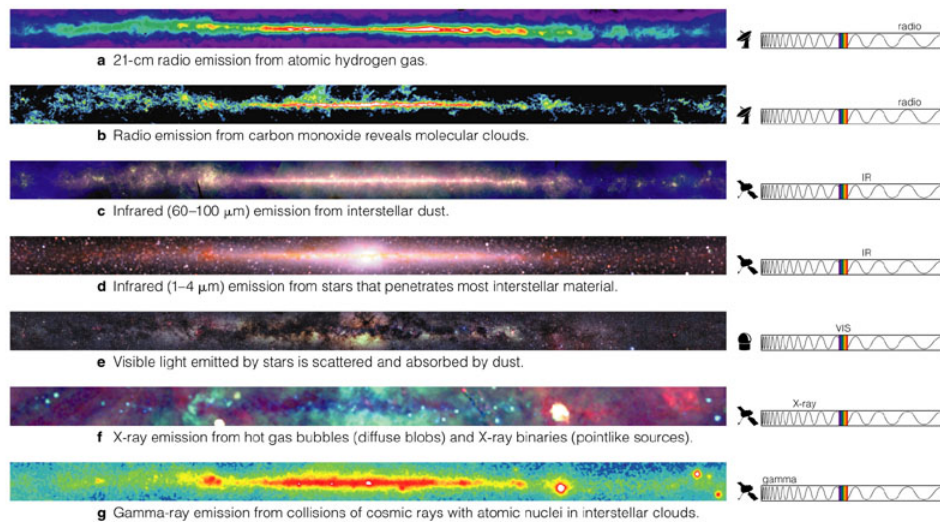 radio
a 21-cm radio emission from atomic hydrogen gas.
radio
b Radio emission from carbon monoxide reveals molecular clouds.
IR
c Infrared (60–100 μm) emission from interstellar dust.
IR
d Infrared (1–4 μm) emission from stars that penetrates most interstellar material.
VIS
e Visible light emitted by stars is scattered and absorbed by dust.
X-ray
f X-ray emission from hot gas bubbles (diffuse blobs) and X-ray binaries (pointlike sources).
gamma
g Gamma-ray emission from collisions of cosmic rays with atomic nuclei in interstellar clouds.